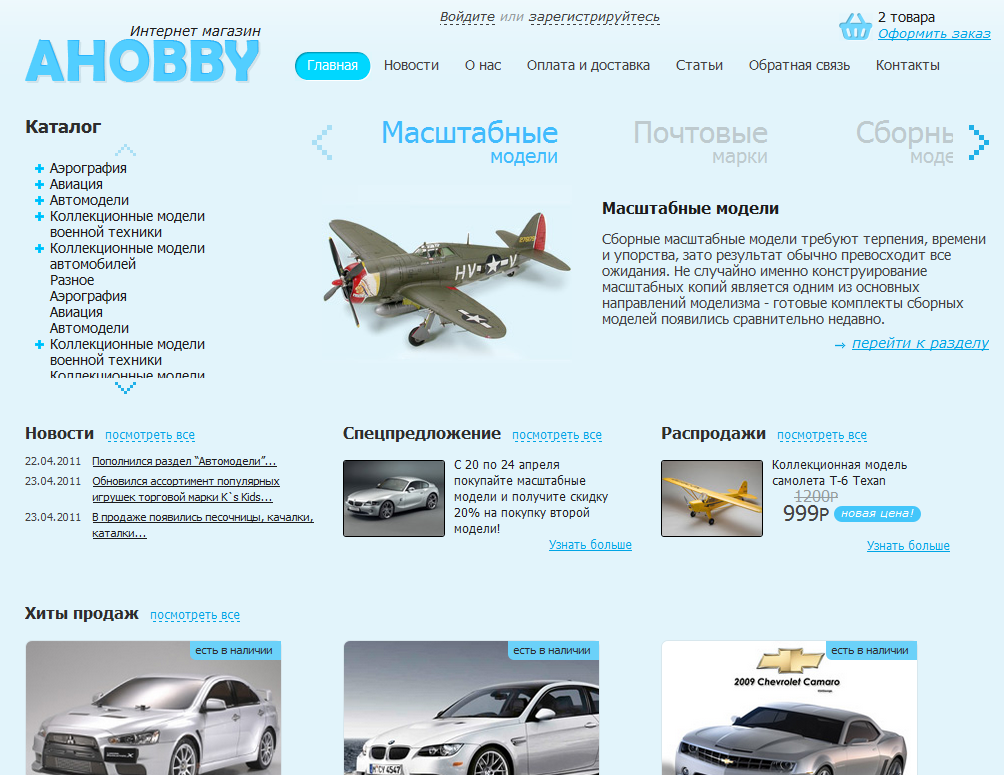 Войдите или зарегистрируйтесь
2 товара
Оформить заказ
Интернет магазин
AHOBBY
Главная Новости О нас Оплата и доставка Статьи Обратная связь Контакты
Каталог
Аэрография
Авиация
Автомодели
Коллекционные модели
военной техники
Коллекционные модели
автомобилей
Разное
Аэрография
Авиация
Автомодели
Коллекционные модели
военной техники
Коллекционные модели
Масштабные
модели
Почтовые
марки
Сборнь
моде
HV V
Масштабные модели
Сборные масштабные модели требуют терпения, времени
и упорства, зато результат обычно превосходит все
ожидания. Не случайно именно конструирование
масштабных копий является одним из основных
направлений моделизма - готовые комплекты сборных
моделей появились сравнительно недавно.
→ перейти к разделу
Новости посмотреть все
22.04.2011 Пополнился раздел “Автомодели”...
23.04.2011 Обновился ассортимент популярных
игрушек торговой марки K`s Kids...
23.04.2011 В продаже появились песочницы, качалки,
каталки...
Спецпредложение посмотреть все
С 20 по 24 апреля
покупайте масштабные
модели и получите скидку
20% на покупку второй
модели!
Узнать больше
Распродажи посмотреть все
Коллекционная модель
самолета Т-6 Texan
1200Р
999Р новая цена!
Узнать больше
Хиты продаж посмотреть все
есть в наличии
есть в наличии
M CY 4547
есть в наличии
2009 Chevrolet Camaro